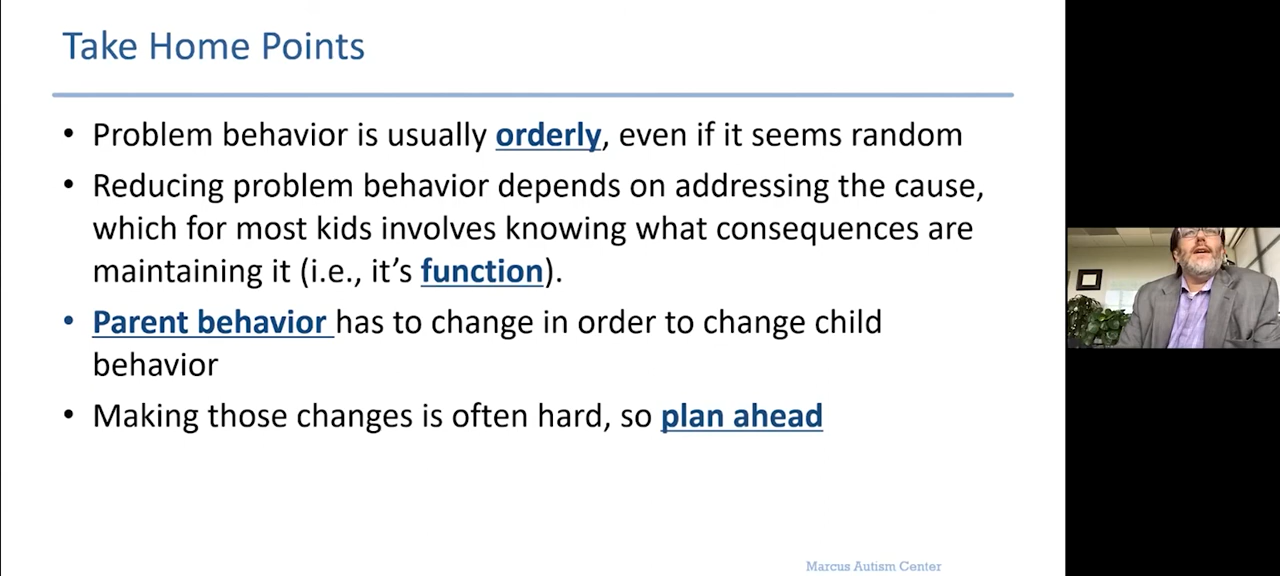 Take Home Points
• Problem behavior is usually orderly, even if it seems random
• Reducing problem behavior depends on addressing the cause,
which for most kids involves knowing what consequences are
maintaining it (i.e., it's function).
• Parent behavior has to change in order to change child
behavior
• Making those changes is often hard, so plan ahead
Marcus Autism Center